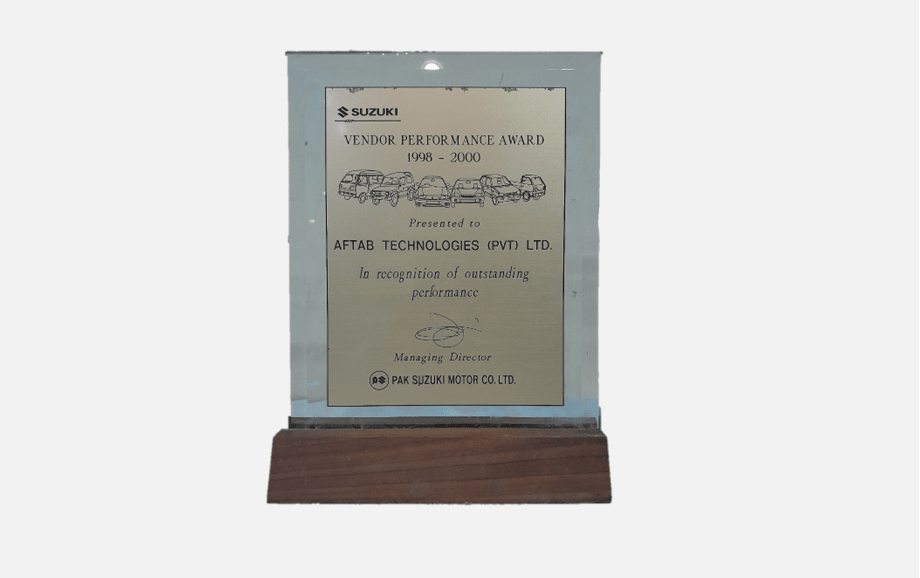 SUZUKI
VENDOR PERFORMANCE AWARD
1998 - 2000
Presented to
AFTAB TECHNOLOGIES (PVT) LTD.
In recognition of outstanding
performance
Managing Director
PAK SUZUKI MOTOR CO. LTD.